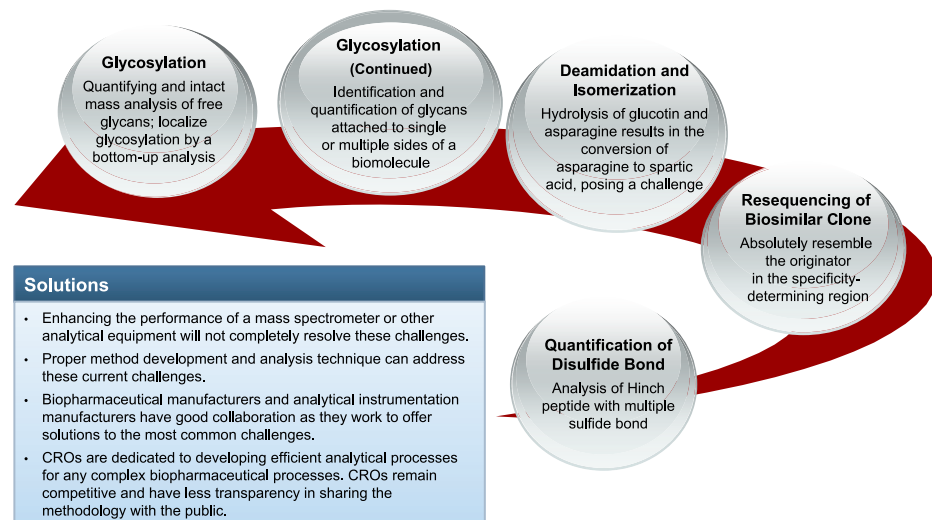 Glycosylation
Quantifying and intact
mass analysis of free
glycans; localize
glycosylation by a
bottom-up analysis
Glycosylation
(Continued)
Identification and
quantification of glycans
attached to single
or multiple sides of a
biomolecule
Deamidation and
Isomerization
Hydrolysis of glucotin and
asparagine results in the
conversion of
asparagine to spartic
acid, posing a challenge
Resequencing of
Biosimilar Clone
Absolutely resemble
the originator
in the specificity-
determining region
Quantification of
Disulfide Bond
Analysis of Hinch
peptide with multiple
sulfide bond
Solutions
• Enhancing the performance of a mass spectrometer or other
analytical equipment will not completely resolve these challenges.
• Proper method development and analysis technique can address
these current challenges.
• Biopharmaceutical manufacturers and analytical instrumentation
manufacturers have good collaboration as they work to offer
solutions to the most common challenges.
• CROs are dedicated to developing efficient analytical processes
for any complex biopharmaceutical processes. CROs remain
competitive and have less transparency in sharing the
methodology with the public.